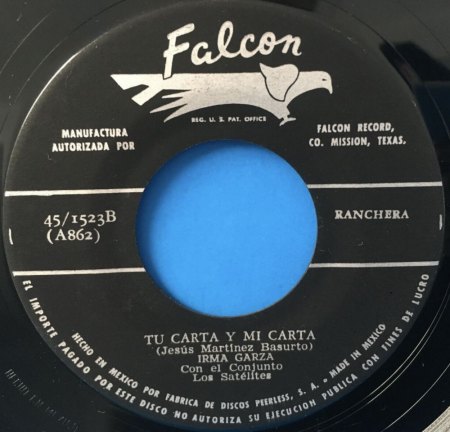 Falcon
REG. U. S. PAT. OFFICE
MANUFACTURA
AUTORIZADA POR
FALCON RECORD,
CO. MISSION, TEXAS.
45/1523B
(A862)
RANCHERA
TU CARTA Y MI CARTA
(Jesús Martínez Basurto)
IRMA GARZA
Con el Conjunto
Los Satélites
HECHO EN MEXICO POR FABRICA DE DISCOS PEERLESS, S. A. - MADE IN MEXICO
EL IMPORTE PAGADO POR ESTE DISCO NO AUTORIZA SU EJECUCION PUBLICA CON FINES DE LUCRO